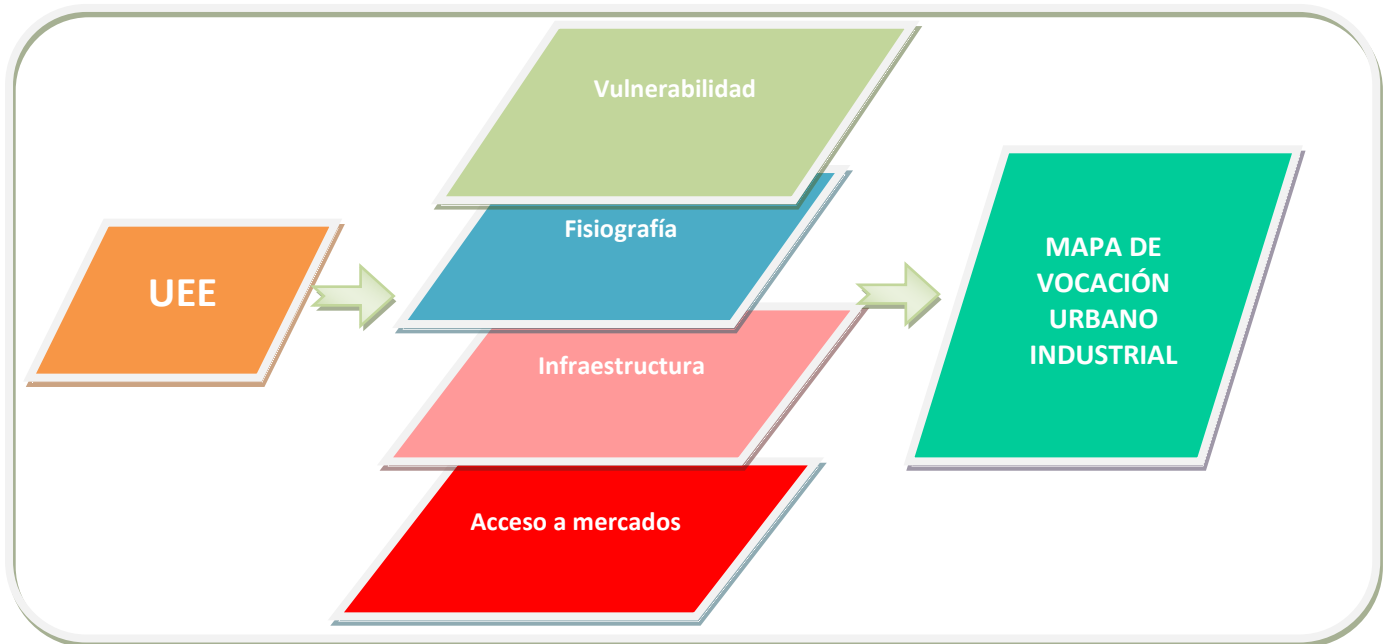 UEE
Vulnerabilidad
Fisiografía
Infraestructura
Acceso a mercados
MAPA DE
VOCACIÓN
URBANO
INDUSTRIAL